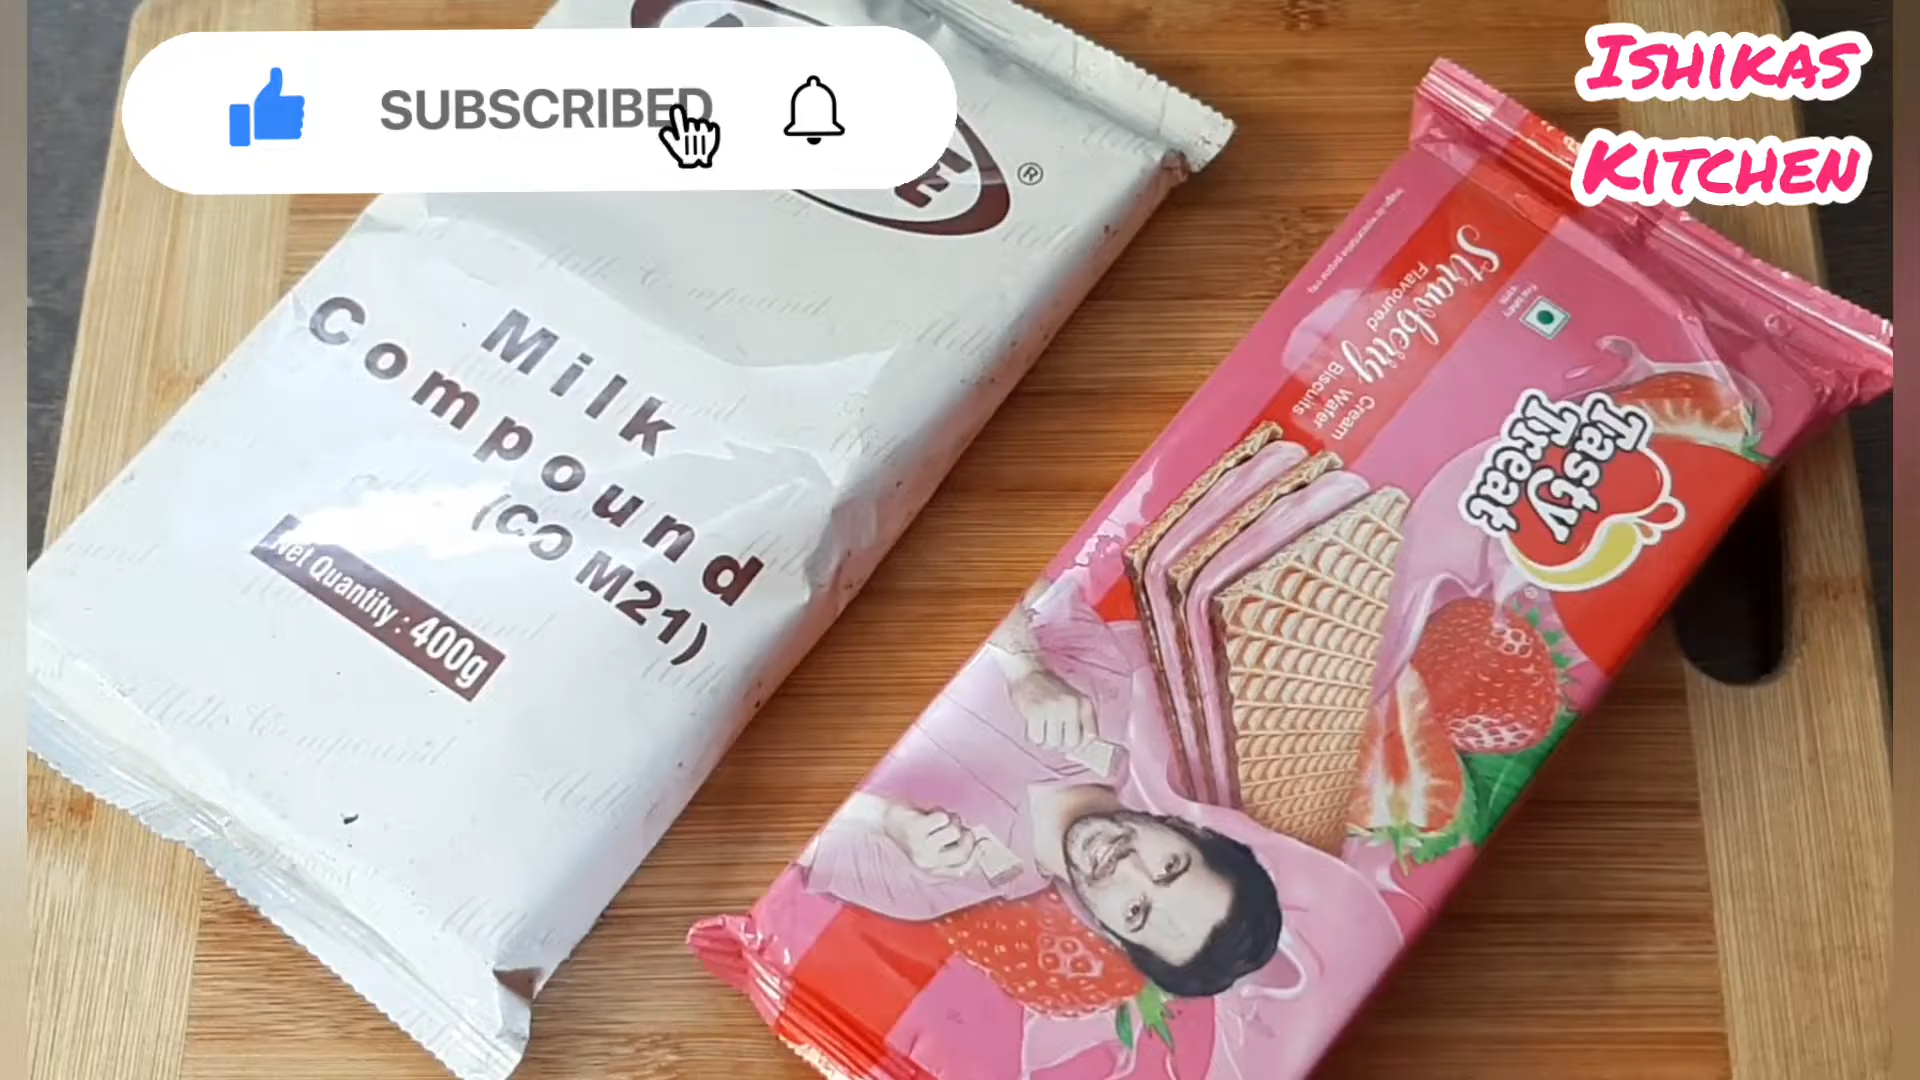 SUBSCRIBED
ISHIKAS
KITCHEN
®
Milk
Compound
(CO M21)
Net Quantity : 400g
Strawberry
Flavoured
Cream
Wafer
Biscuits
Tasty
Treat